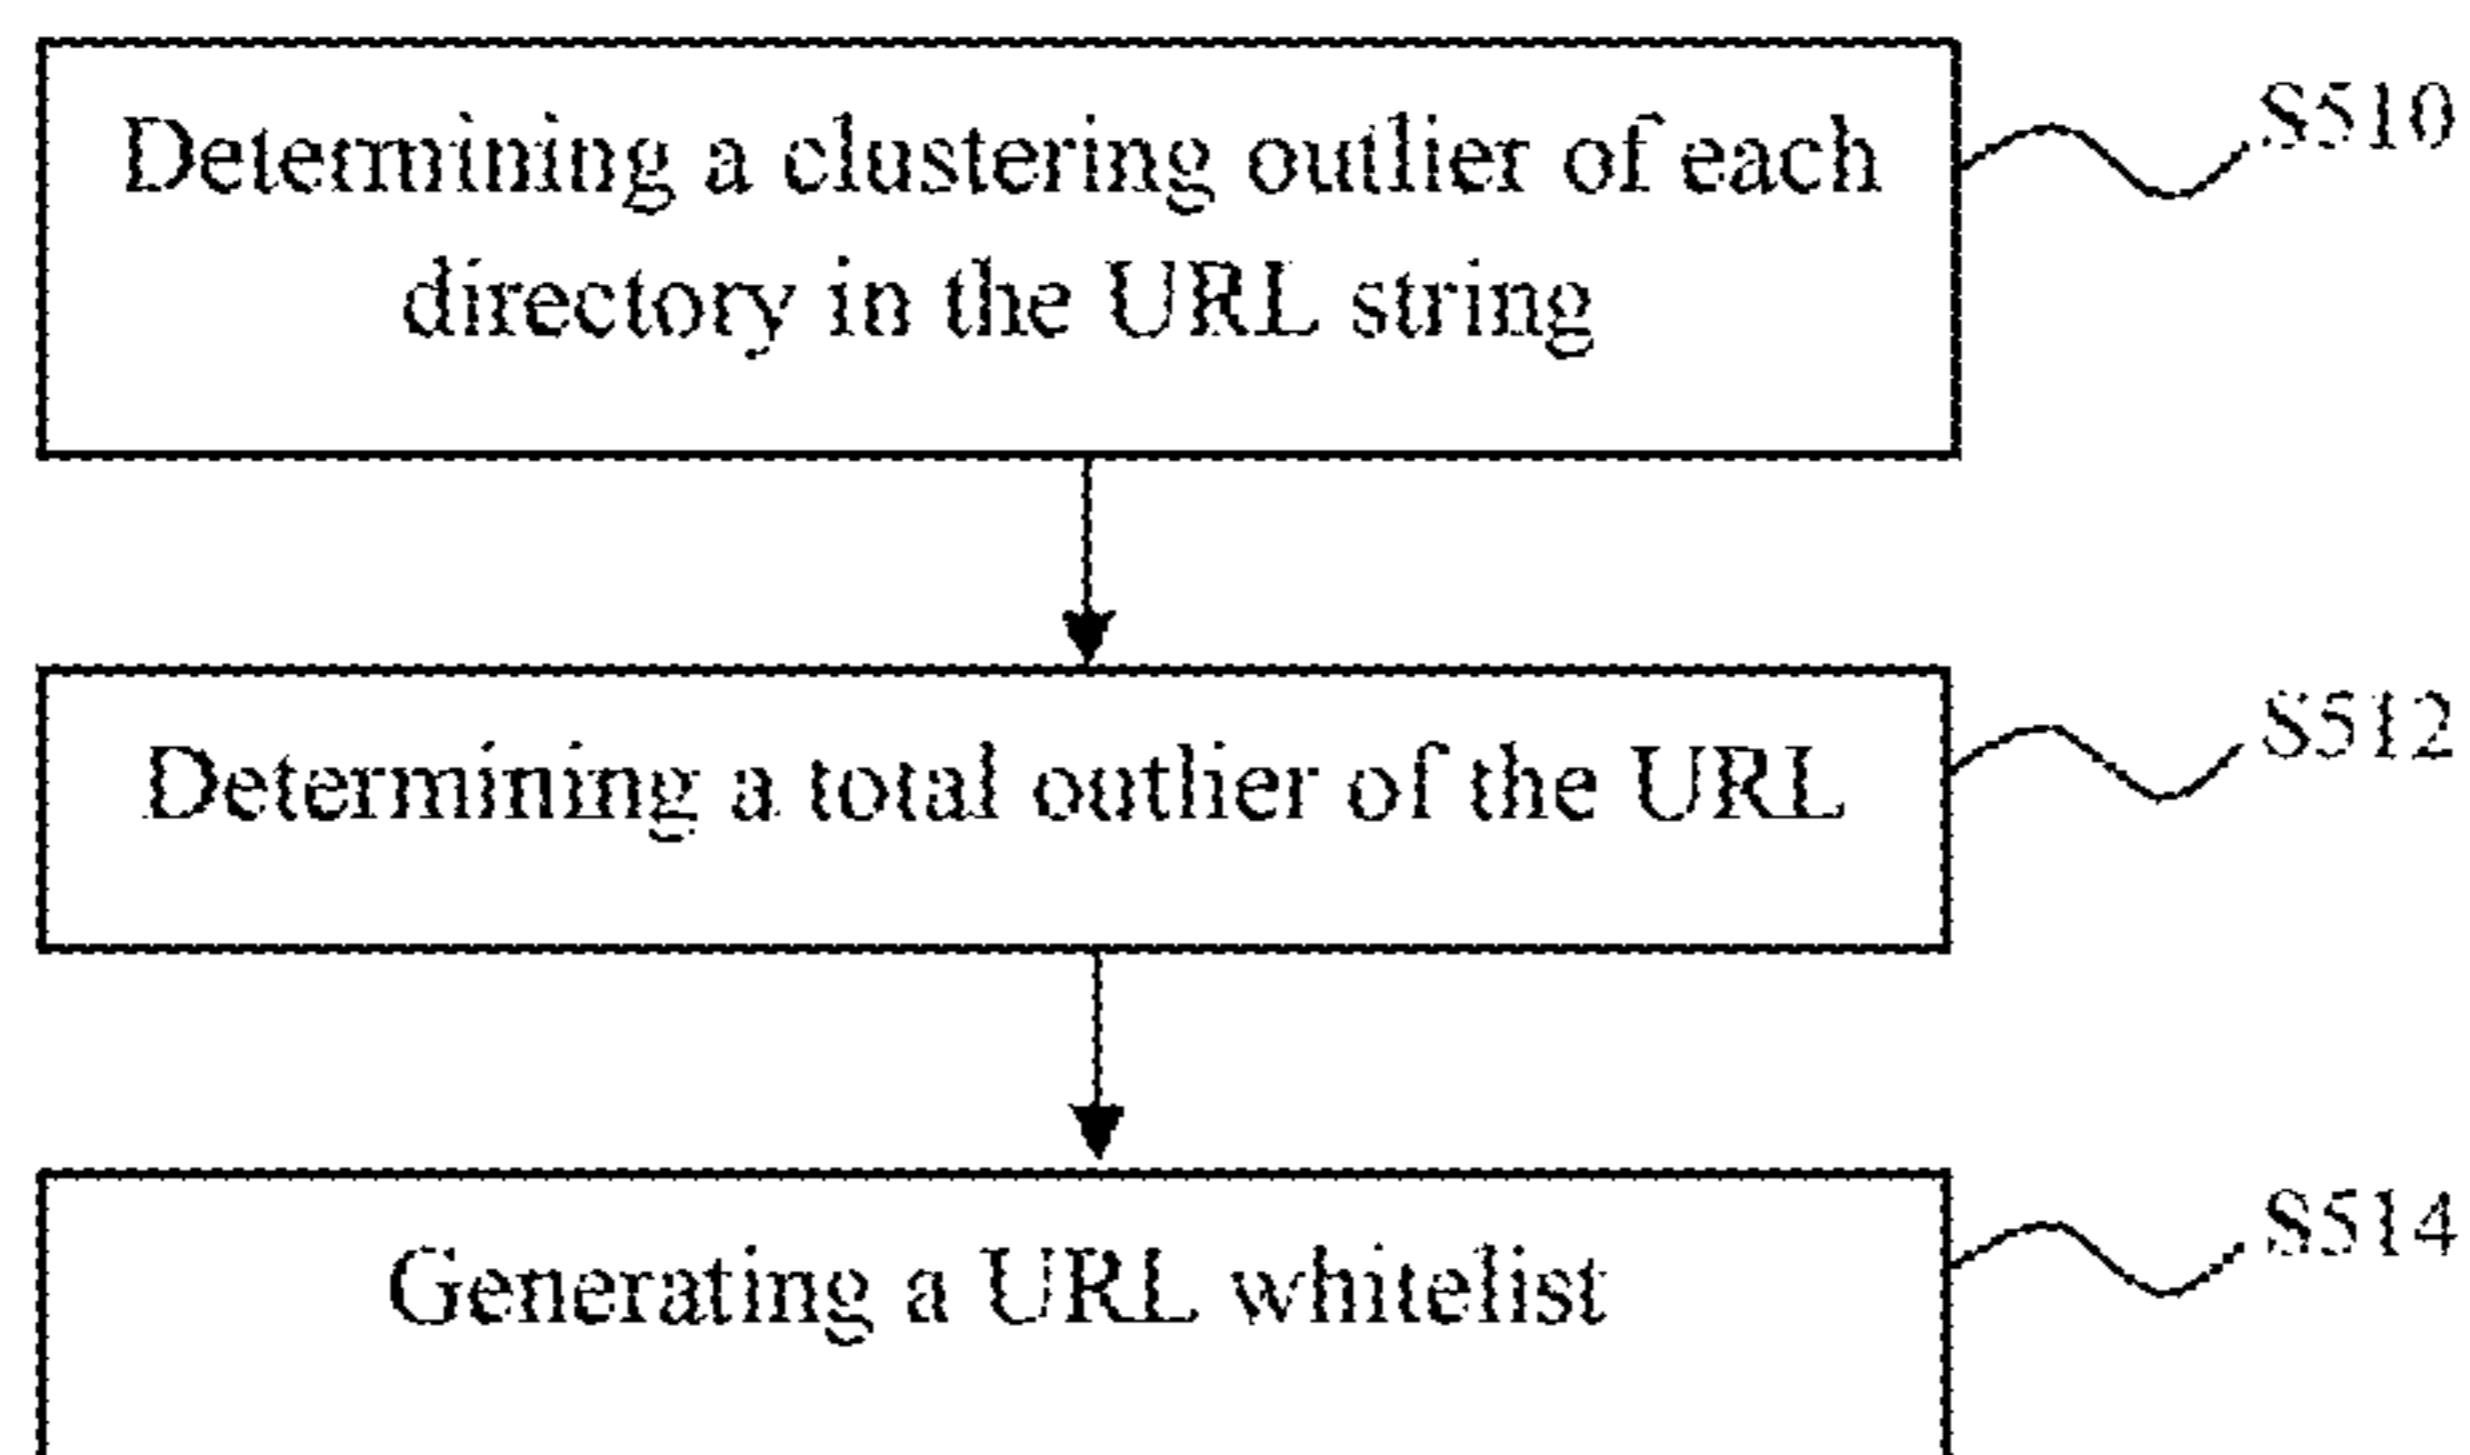 Determining a clustering outlier of each
directory in the URL string
S510
Determining a total outlier of the URL
S512
Generating a URL whitelist
S514